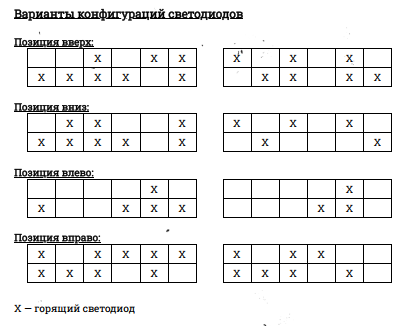 Варианты конфигураций светодиодов
Позиция вверх:
X X X X X X
X X X X X X X X X
Позиция вниз:
X X X X X X
X X X X X X X
Позиция влево:
X X
X X X X X X
Позиция вправо:
X X X X X X X X
X X X X X X X X
X — горящий светодиод